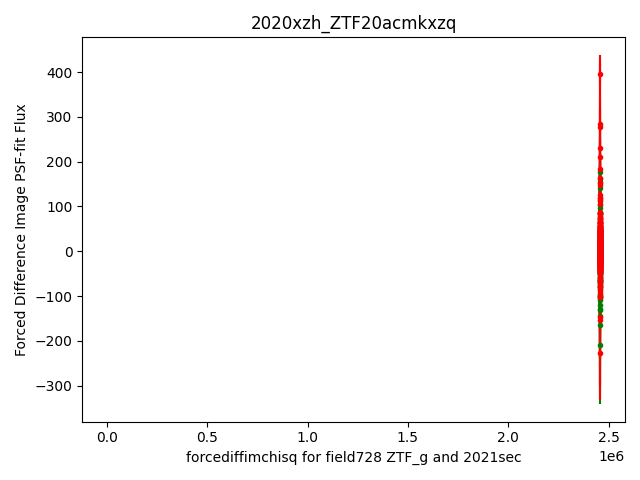 2020xzh_ZTF20acmkxzq
Forced Difference Image PSF-fit Flux
400
300
200
100
0
−100
−200
−300
0.0 0.5 1.0 1.5 2.0 2.5
1e6
forcediffimchisq for field728 ZTF_g and 2021sec